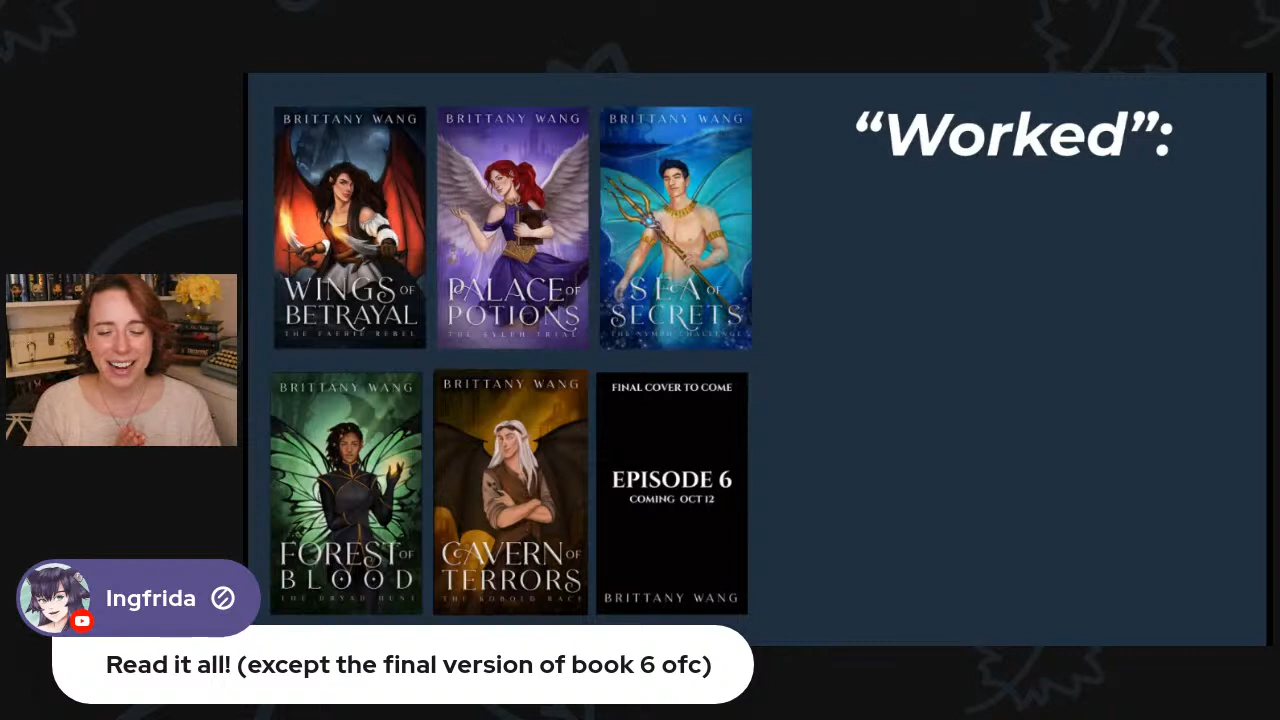 "Worked":
BRITTANY WANG
WINGS OF
BETRAYAL
THE FAERIE REBEL
BRITTANY WANG
PALACE OF
POTIONS
THE SYLPH TRIAL
BRITTANY WANG
SEA OF
SECRETS
THE NYMPH CHALLENGE
BRITTANY WANG
FOREST OF
BLOOD
THE DRYAD HUNT
BRITTANY WANG
CAVERN OF
TERRORS
THE KOBOLD RACE
FINAL COVER TO COME
EPISODE 6
COMING OCT 12
BRITTANY WANG
Ingfrida
Read it all! (except the final version of book 6 ofc)